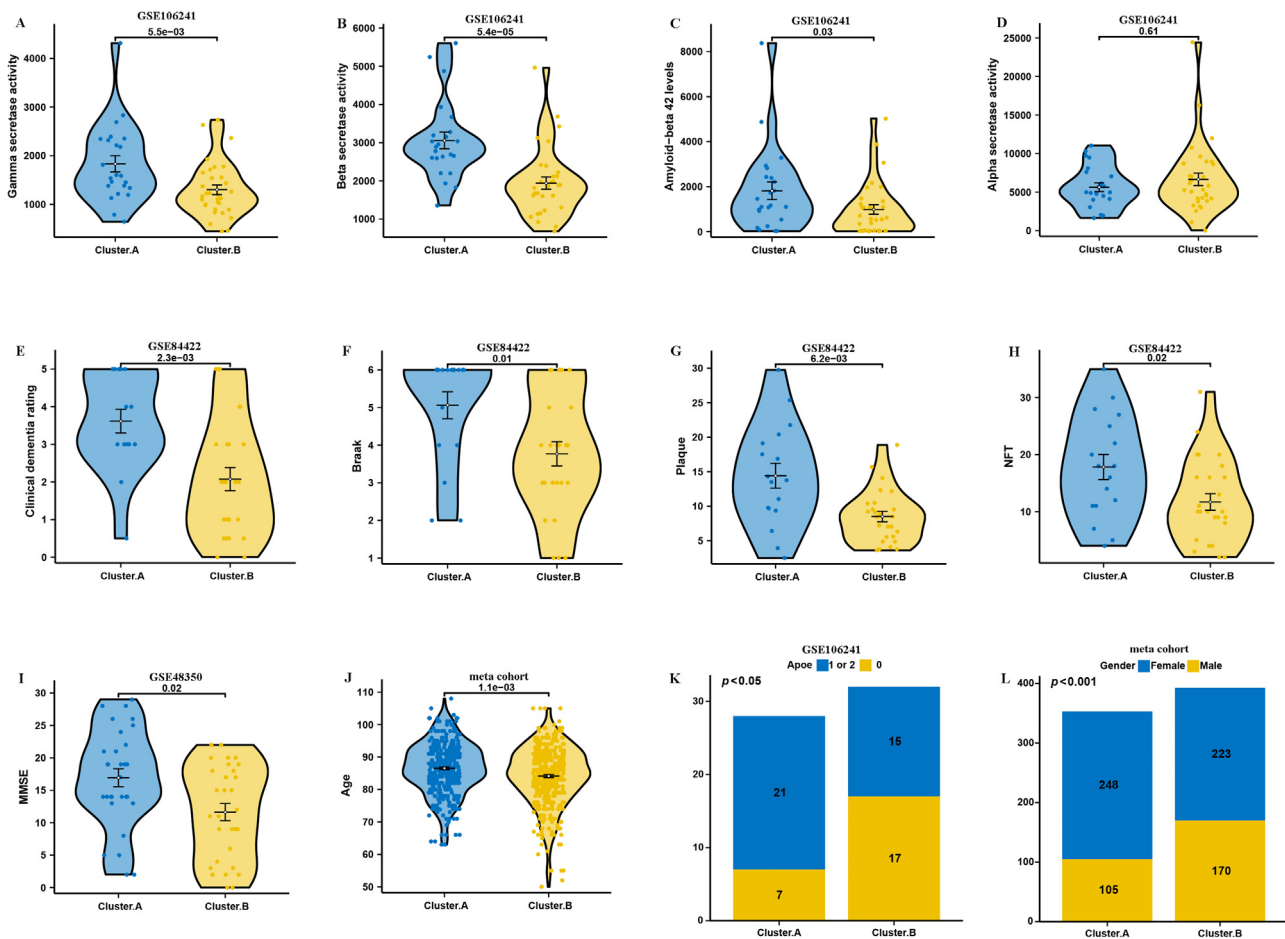 A
GSE106241
5.5e−03
Gamma secretase activity
4000
3000
2000
1000
Cluster.A
Cluster.B
B
GSE106241
5.4e−05
Beta secretase activity
6000
5000
4000
3000
2000
1000
Cluster.A
Cluster.B
C
GSE106241
0.03
Amyloid−beta 42 levels
8000
6000
4000
2000
0
Cluster.A
Cluster.B
D
GSE106241
0.61
Alpha secretase activity
25000
20000
15000
10000
5000
0
Cluster.A
Cluster.B
E
GSE84422
2.3e−03
Clinical dementia rating
5
4
3
2
1
0
Cluster.A
Cluster.B
F
GSE84422
0.01
Braak
6
5
4
3
2
1
Cluster.A
Cluster.B
G
GSE84422
6.2e−03
Plaque
30
25
20
15
10
5
Cluster.A
Cluster.B
H
GSE84422
0.02
NFT
30
20
10
Cluster.A
Cluster.B
I
GSE48350
0.02
MMSE
30
25
20
15
10
5
0
Cluster.A
Cluster.B
J
meta cohort
1.1e−03
Age
110
100
90
80
70
60
50
Cluster.A
Cluster.B
K
GSE106241
Apoe 1 or 2 0
p<0.05
30
20
10
0
21
7
15
17
Cluster.A
Cluster.B
L
meta cohort
Gender Female Male
p<0.001
400
300
200
100
0
248
105
223
170
Cluster.A
Cluster.B